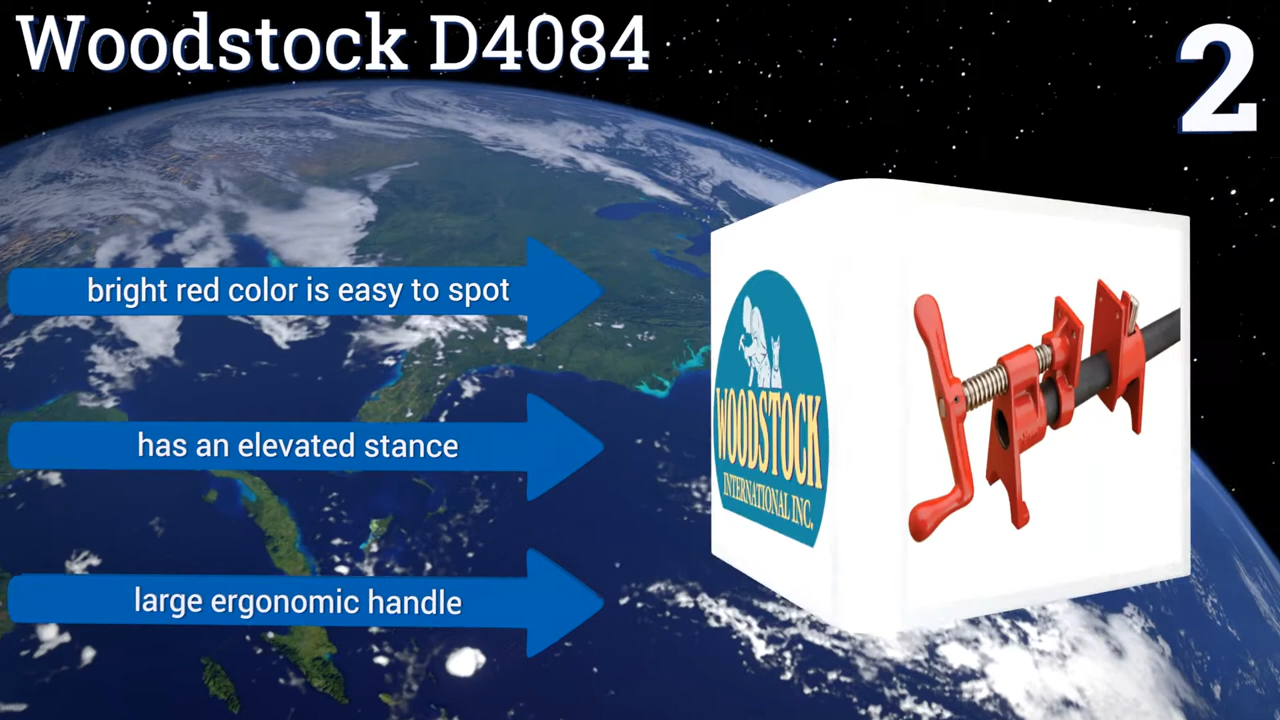 Woodstock D4084
2
bright red color is easy to spot
has an elevated stance
large ergonomic handle
WOODSTOCK
INTERNATIONAL INC.